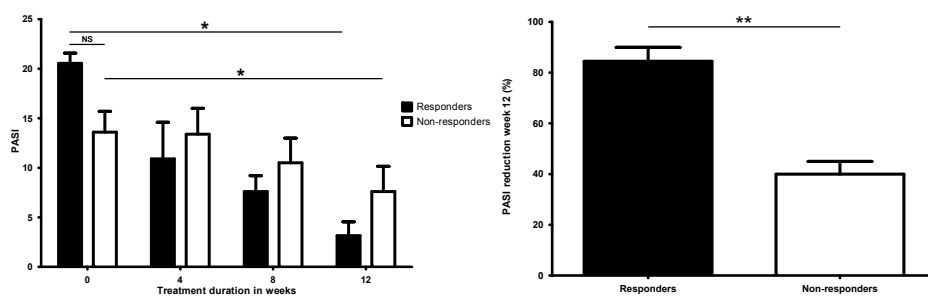 25
20
15
10
5
0
PASI
*
NS
*
Responders
Non-responders
0 4 8 12
Treatment duration in weeks
100
80
60
40
20
0
PASI reduction week 12 (%)
**
Responders Non-responders